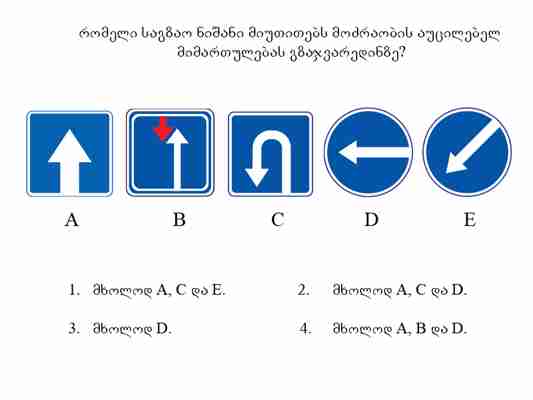 რომელი საგზაო ნიშანი მიუთითებს მოძრაობის აუცილებელ
მიმართულებას გზაჯვარედინზე?
A B C D E
1. მხოლოდ A, C და E. 2. მხოლოდ A, C და D.
3. მხოლოდ D. 4. მხოლოდ A, B და D.